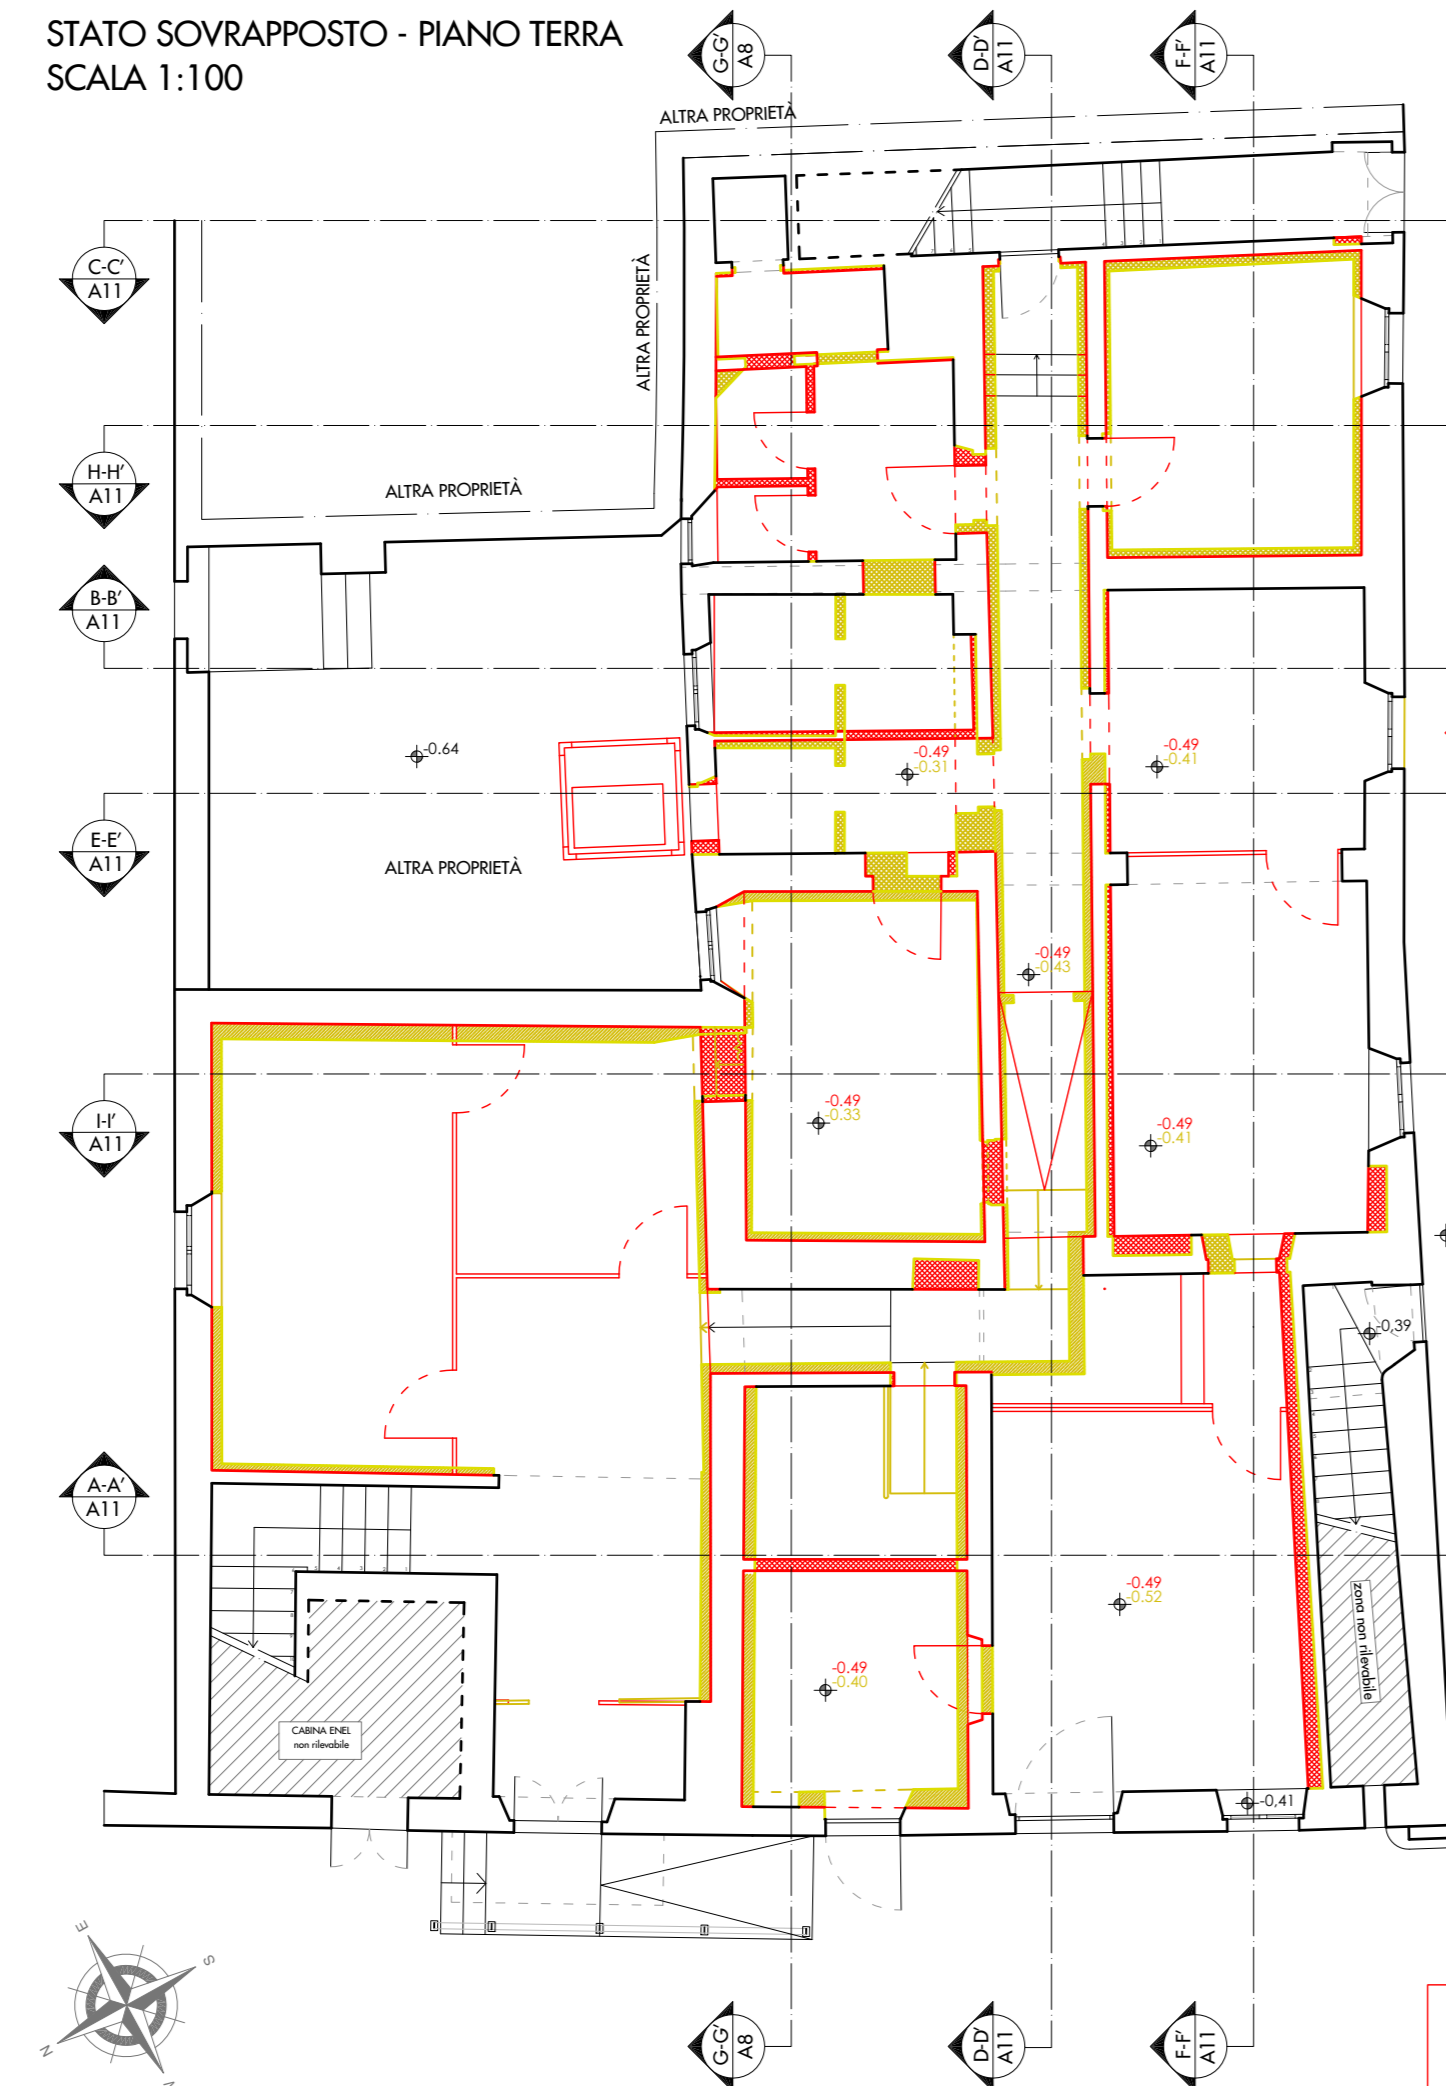 STATO SOVRAPPOSTO - PIANO TERRA
SCALA 1:100
G-G'
A8
D-D'
A11
F-F'
A11
ALTRA PROPRIETÀ
C-C'
A11
ALTRA PROPRIETÀ
H-H'
A11
ALTRA PROPRIETÀ
B-B'
A11
-0.64
-0.49
-0.31
-0.49
-0.41
E-E'
A11
ALTRA PROPRIETÀ
-0.49
-0.43
I-I'
A11
-0.49
-0.33
-0.49
-0.41
-0,39
A-A'
A11
-0.49
-0.52
zona non rilevabile
-0.49
-0.40
CABINA ENEL
non rilevabile
-0,41
E
S
N
G-G'
A8
D-D'
A11
F-F'
A11